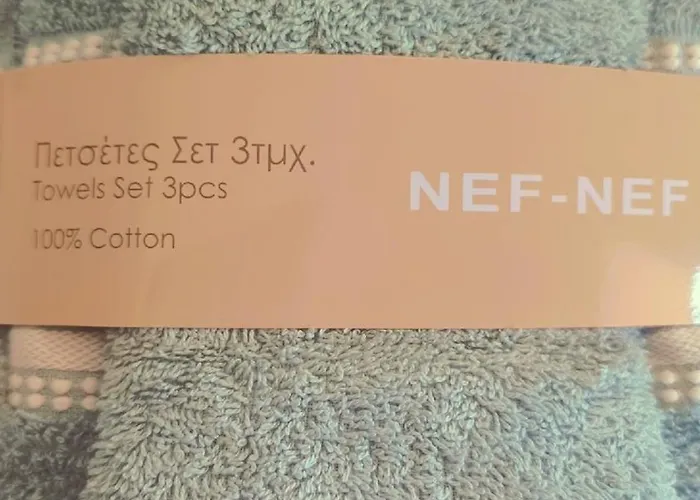 Πετσέτες Σετ 3τμχ.
Towels Set 3pcs
100% Cotton
NEF-NEF